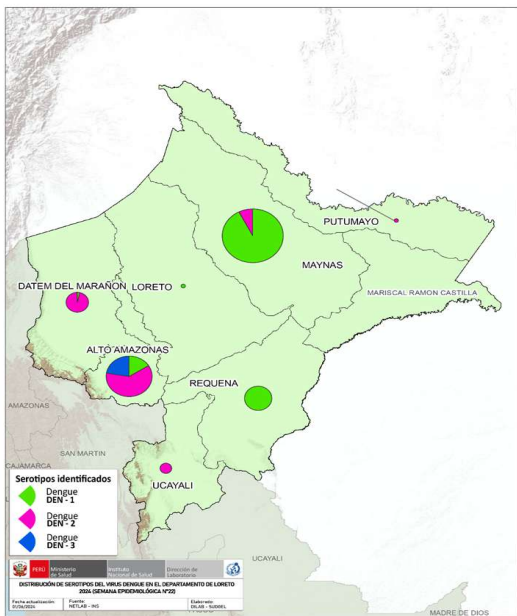 PUTUMAYO
MAYNAS
DATEM DEL MARAÑON
LORETO
MARISCAL RAMON CASTILLA
ALTO AMAZONAS
REQUENA
AMAZONAS
SAN MARTIN
CAJAMARCA
UCAYALI
Serotipos identificados
Dengue
DEN - 1
Dengue
DEN - 2
Dengue
DEN - 3
UCAYALI
PERÚ
Ministerio
de Salud
Instituto
Nacional de Salud
Dirección de
Laboratorio
DISTRIBUCIÓN DE SEROTIPOS DEL VIRUS DENGUE EN EL DEPARTAMENTO DE LORETO
2024 (SEMANA EPIDEMIOLÓGICA N°22)
Fecha actualización:
Fuente:
NETLAB - INS
Elaborado:
MADRE DE DIOS